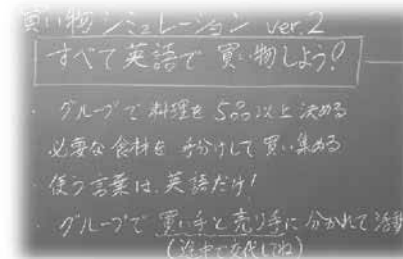 買い物シミュレーション ver.2
すべて英語で 買い物しよう!
・グループで料理を5品以上決める
必要な食材を 手分けして買い集める
・使う言葉は、英語だけ!
・グループで 買い手と売り手に分かれて活動
(途中で交代してね)